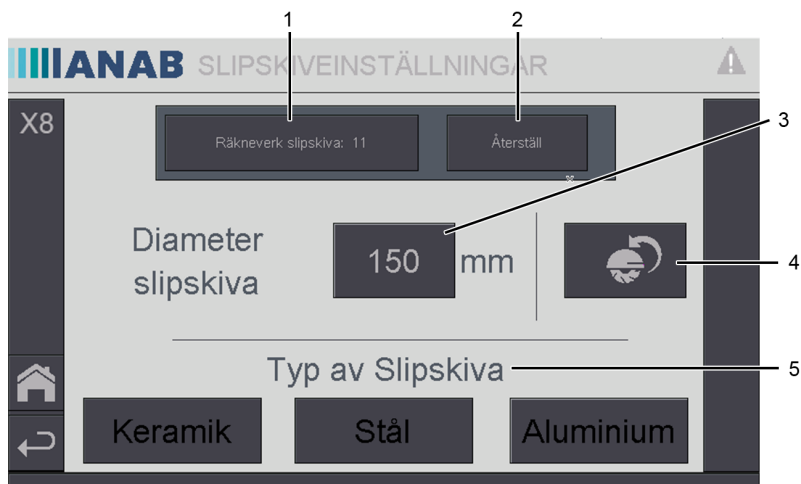 1
2
ANAB SLIPSKIVEINSTÄLLNINGAR
X8
Räkneverk slipskiva: 11
Återställ
3
Diameter slipskiva
150 mm
4
Typ av Slipskiva
5
Keramik
Stål
Aluminium